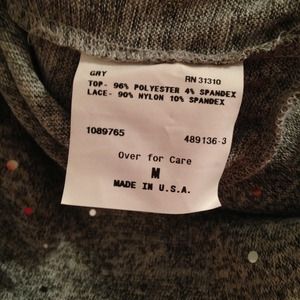 GRY RN 31310
TOP- 96% POLYESTER 4% SPANDEX
LACE- 90% NYLON 10% SPANDEX
1089765 489136-3
Over for Care
M
MADE IN U.S.A.